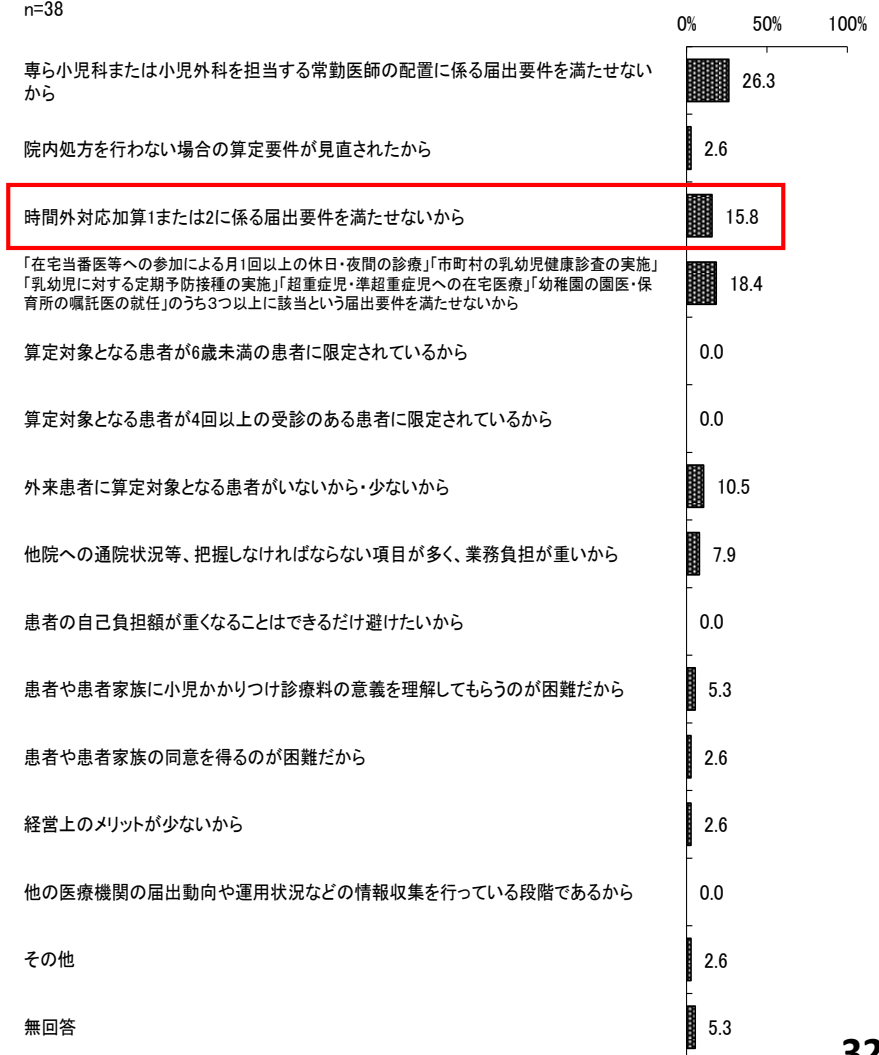 n=38
0% 50% 100%
専ら小児科または小児外科を担当する常勤医師の配置に係る届出要件を満たせない
から
26.3
院内処方を行わない場合の算定要件が見直されたから
2.6
時間外対応加算1または2に係る届出要件を満たせないから
15.8
「在宅当番医等への参加による月1回以上の休日・夜間の診療」「市町村の乳幼児健康診査の実施」
「乳幼児に対する定期予防接種の実施」「超重症児・準超重症児への在宅医療」「幼稚園の園医・保
育所の嘱託医の就任」のうち3つ以上に該当という届出要件を満たせないから
18.4
算定対象となる患者が6歳未満の患者に限定されているから
0.0
算定対象となる患者が4回以上の受診のある患者に限定されているから
0.0
外来患者に算定対象となる患者がいないから・少ないから
10.5
他院への通院状況等、把握しなければならない項目が多く、業務負担が重いから
7.9
患者の自己負担額が重くなることはできるだけ避けたいから
0.0
患者や患者家族に小児かかりつけ診療料の意義を理解してもらうのが困難だから
5.3
患者や患者家族の同意を得るのが困難だから
2.6
経営上のメリットが少ないから
2.6
他の医療機関の届出動向や運用状況などの情報収集を行っている段階であるから
0.0
その他
2.6
無回答
5.3
32